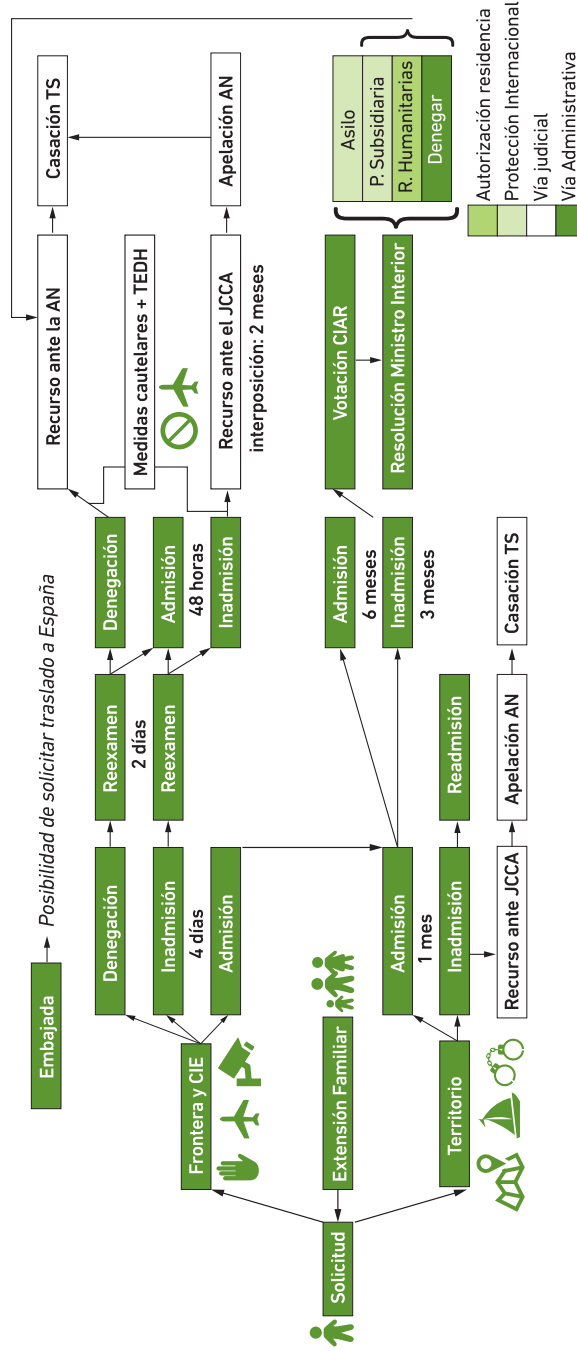 Embajada
Posibilidad de solicitar traslado a España
Solicitud
Frontera y CIE
Extensión Familiar
Territorio
Denegación
Inadmisión
4 días
Admisión
Reexamen
2 días
Reexamen
Denegación
Admisión
48 horas
Inadmisión
Recurso ante la AN
Medidas cautelares + TEDH
Recurso ante el JCCA
interposición: 2 meses
Casación TS
Apelación AN
Admisión
1 mes
Inadmisión
Readmisión
Recurso ante JCCA
Apelación AN
Casación TS
Admisión
6 meses
Inadmisión
3 meses
Votación CIAR
Resolución Ministro Interior
Asilo
P. Subsidiaria
R. Humanitarias
Denegar
Autorización residencia
Protección Internacional
Vía judicial
Vía Administrativa